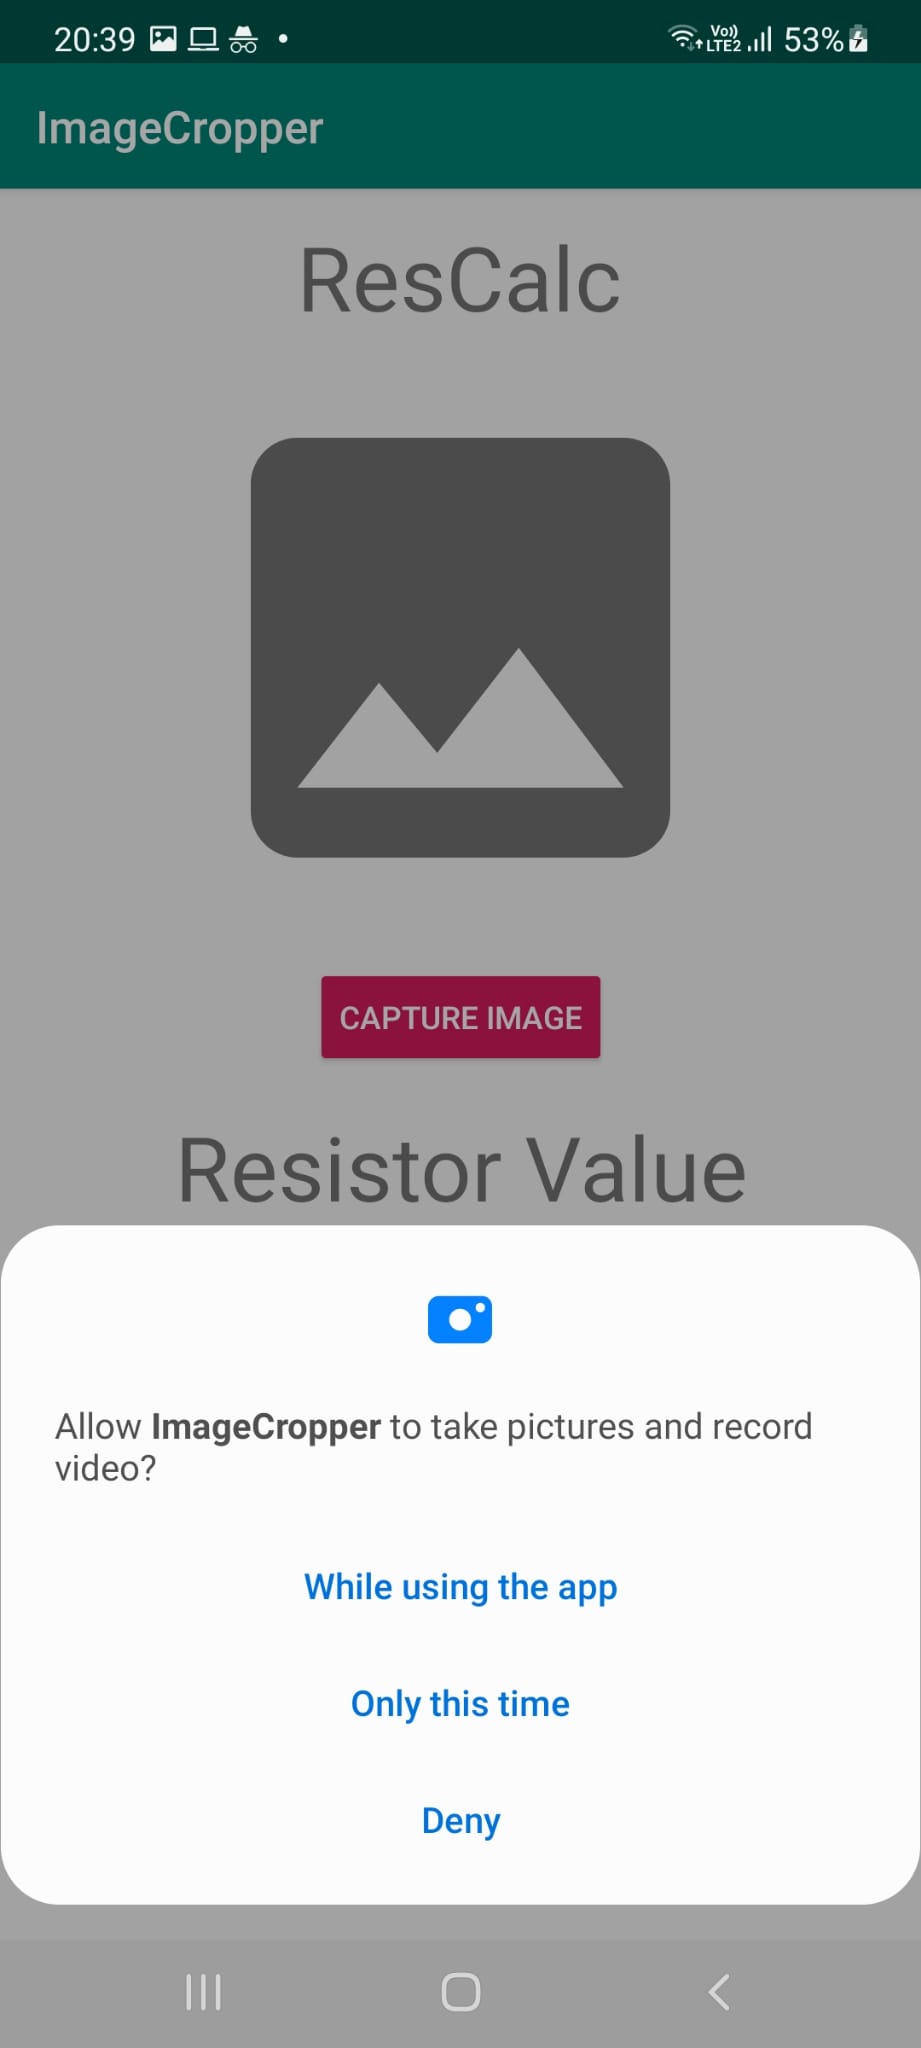 20:39
Vo))
LTE2
53%
ImageCropper
ResCalc
CAPTURE IMAGE
Resistor Value
Allow ImageCropper to take pictures and record
video?
While using the app
Only this time
Deny